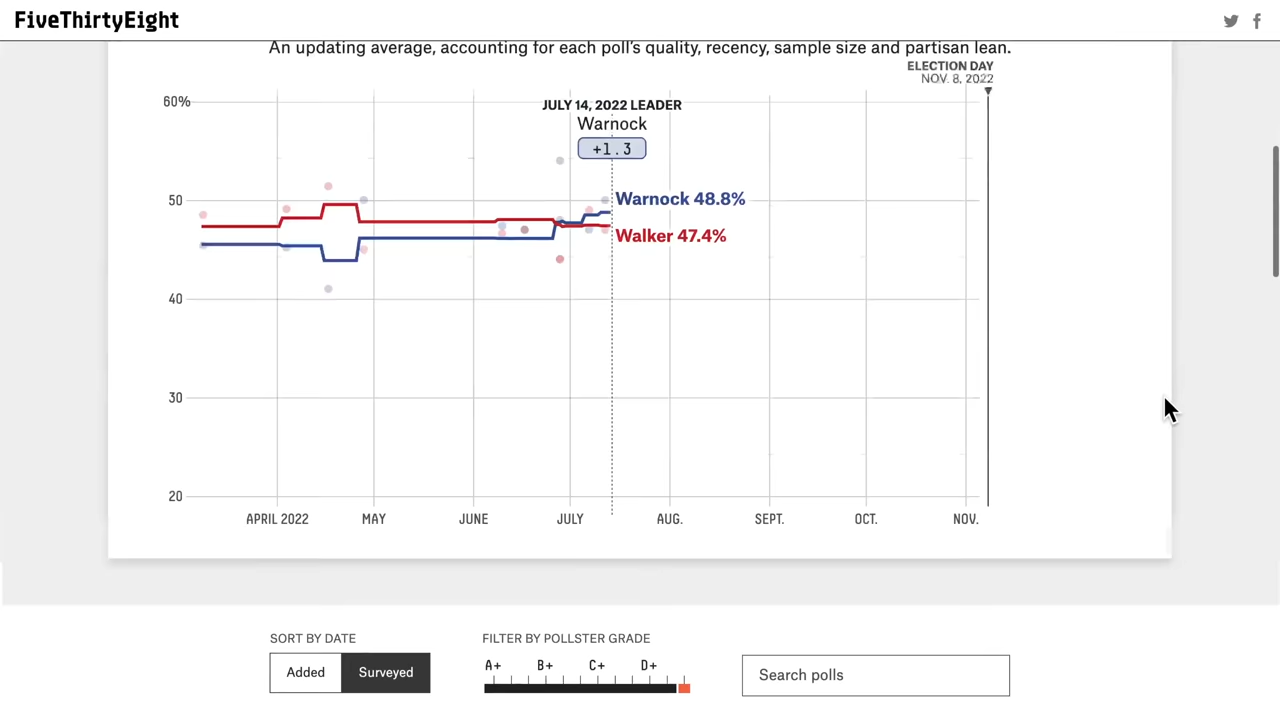 FiveThirtyEight
An updating average, accounting for each poll's quality, recency, sample size and partisan lean.
ELECTION DAY
NOV. 8, 2022
60%
JULY 14, 2022 LEADER
Warnock
+1.3
50
Warnock 48.8%
Walker 47.4%
40
30
20
APRIL 2022 MAY JUNE JULY AUG. SEPT. OCT. NOV.
SORT BY DATE
Added Surveyed
FILTER BY POLLSTER GRADE
A+ B+ C+ D+
Search polls